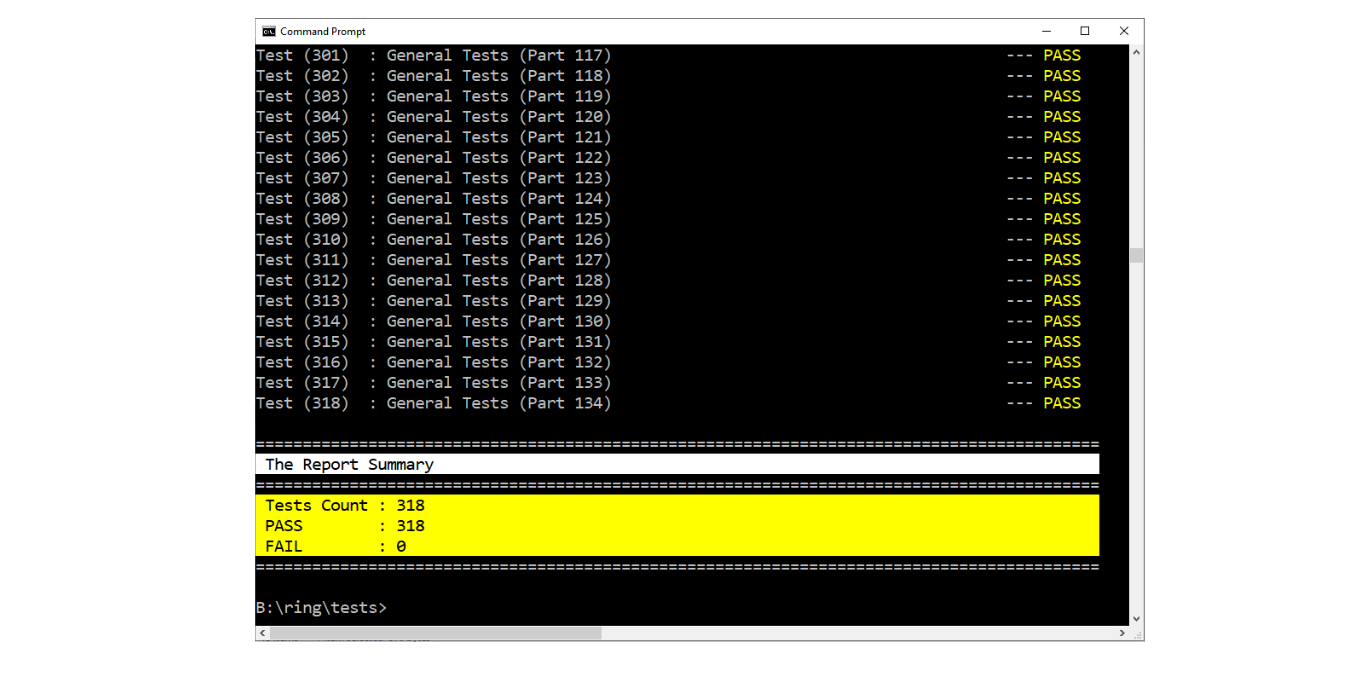 Command Prompt
Test (301)  : General Tests (Part 117)                                          --- PASS
Test (302)  : General Tests (Part 118)                                          --- PASS
Test (303)  : General Tests (Part 119)                                          --- PASS
Test (304)  : General Tests (Part 120)                                          --- PASS
Test (305)  : General Tests (Part 121)                                          --- PASS
Test (306)  : General Tests (Part 122)                                          --- PASS
Test (307)  : General Tests (Part 123)                                          --- PASS
Test (308)  : General Tests (Part 124)                                          --- PASS
Test (309)  : General Tests (Part 125)                                          --- PASS
Test (310)  : General Tests (Part 126)                                          --- PASS
Test (311)  : General Tests (Part 127)                                          --- PASS
Test (312)  : General Tests (Part 128)                                          --- PASS
Test (313)  : General Tests (Part 129)                                          --- PASS
Test (314)  : General Tests (Part 130)                                          --- PASS
Test (315)  : General Tests (Part 131)                                          --- PASS
Test (316)  : General Tests (Part 132)                                          --- PASS
Test (317)  : General Tests (Part 133)                                          --- PASS
Test (318)  : General Tests (Part 134)                                          --- PASS
==========================================================================================
The Report Summary
==========================================================================================
Tests Count : 318
PASS        : 318
FAIL        : 0
==========================================================================================
B:\ring\tests>